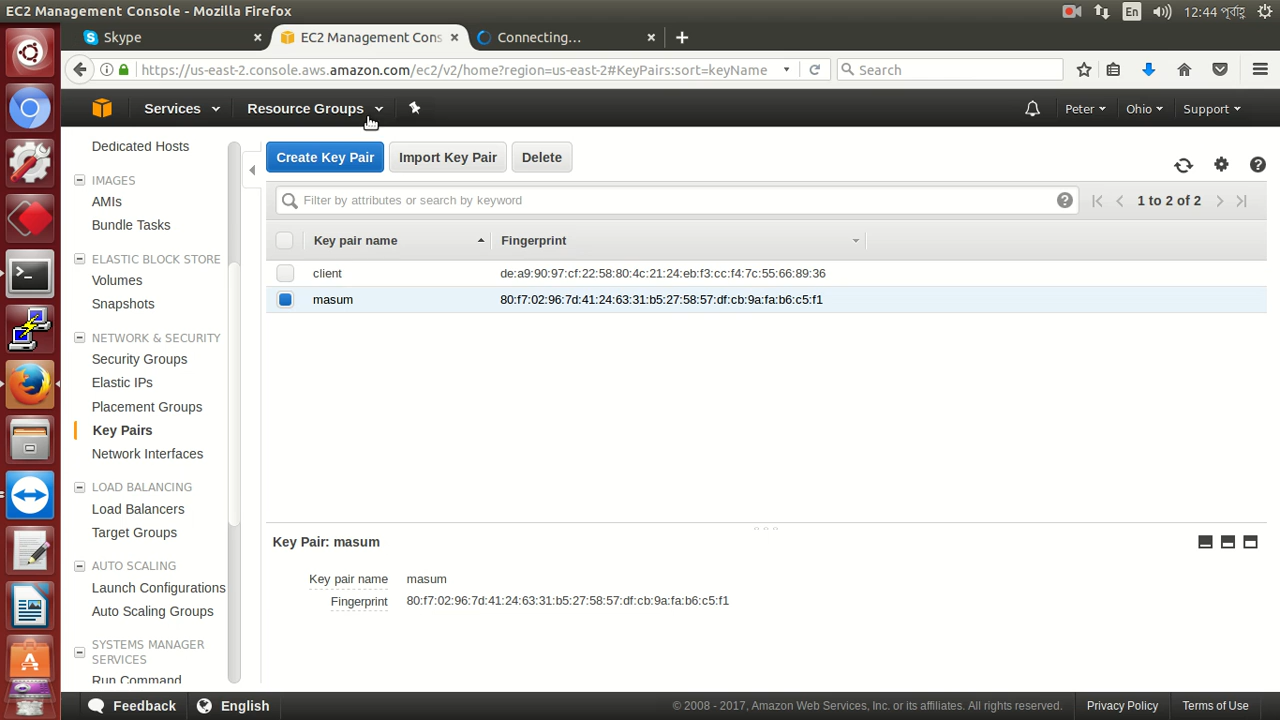 EC2 Management Console - Mozilla Firefox
En
12:44 পূর্বাহ্ন
Skype
EC2 Management Cons
Connecting...
https://us-east-2.console.aws.amazon.com/ec2/v2/home?region=us-east-2#KeyPairs:sort=keyName
Search
Services
Resource Groups
Peter
Ohio
Support
Dedicated Hosts
IMAGES
AMIs
Bundle Tasks
ELASTIC BLOCK STORE
Volumes
Snapshots
NETWORK & SECURITY
Security Groups
Elastic IPs
Placement Groups
Key Pairs
Network Interfaces
LOAD BALANCING
Load Balancers
Target Groups
AUTO SCALING
Launch Configurations
Auto Scaling Groups
SYSTEMS MANAGER
SERVICES
Run Command
Create Key Pair
Import Key Pair
Delete
Filter by attributes or search by keyword
1 to 2 of 2
Key pair name
Fingerprint
client
de:a9:90:97:cf:22:58:80:4c:21:24:eb:f3:cc:f4:7c:55:66:89:36
masum
80:f7:02:96:7d:41:24:63:31:b5:27:58:57:df:cb:9a:fa:b6:c5:f1
Key Pair: masum
Key pair name
masum
Fingerprint
80:f7:02:96:7d:41:24:63:31:b5:27:58:57:df:cb:9a:fa:b6:c5:f1
Feedback
English
© 2008 - 2017, Amazon Web Services, Inc. or its affiliates. All rights reserved.
Privacy Policy
Terms of Use